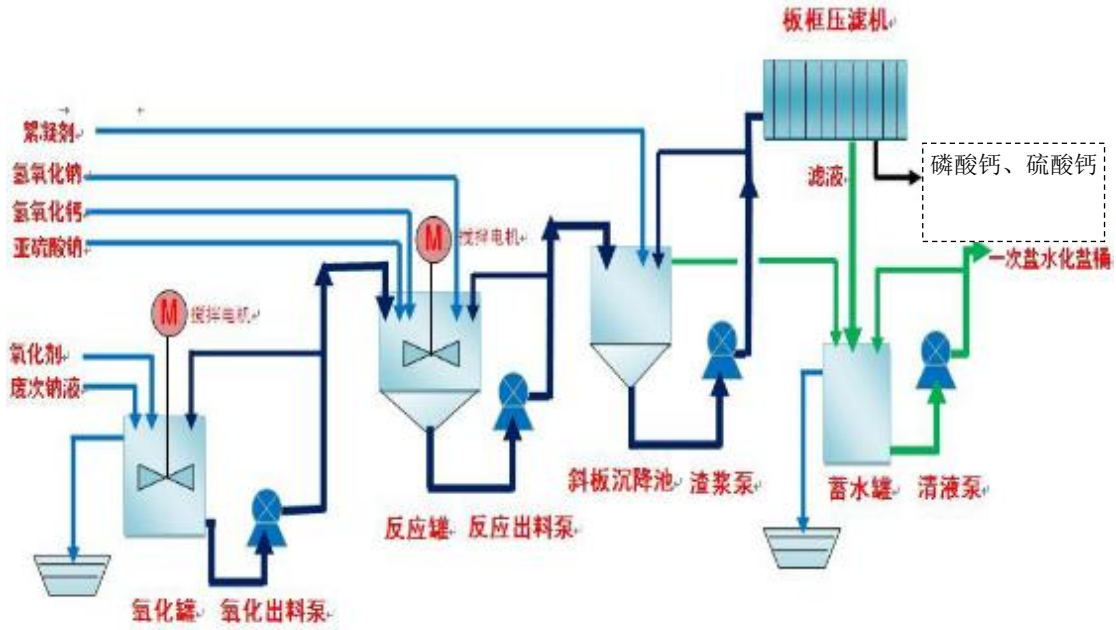 板框压滤机
絮凝剂
氢氧化钠
氢氧化钙
亚硫酸钠
M
搅拌电机
滤液
磷酸钙、硫酸钙
一次盐水化盐桶
M
搅拌电机
氧化剂
废次钠液
斜板沉降池
渣浆泵
蓄水罐
清液泵
反应罐
反应出料泵
氧化罐
氧化出料泵